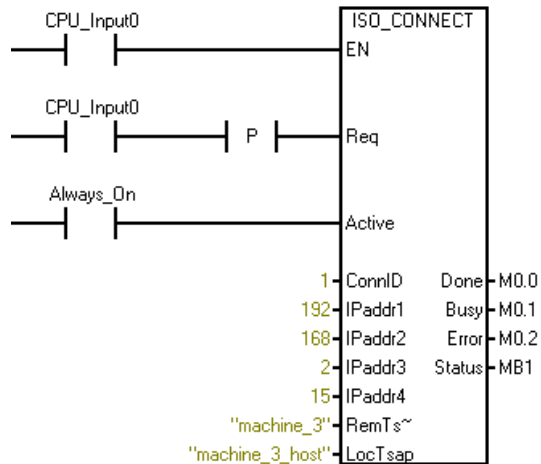 CPU_Input0
ISO_CONNECT
EN
CPU_Input0
P
Req
Always_On
Active
1 ConnID Done M0.0
192 IPaddr1 Busy M0.1
168 IPaddr2 Error M0.2
2 IPaddr3 Status MB1
15 IPaddr4
"machine_3" RemTs~
"machine_3_host" LocTsap